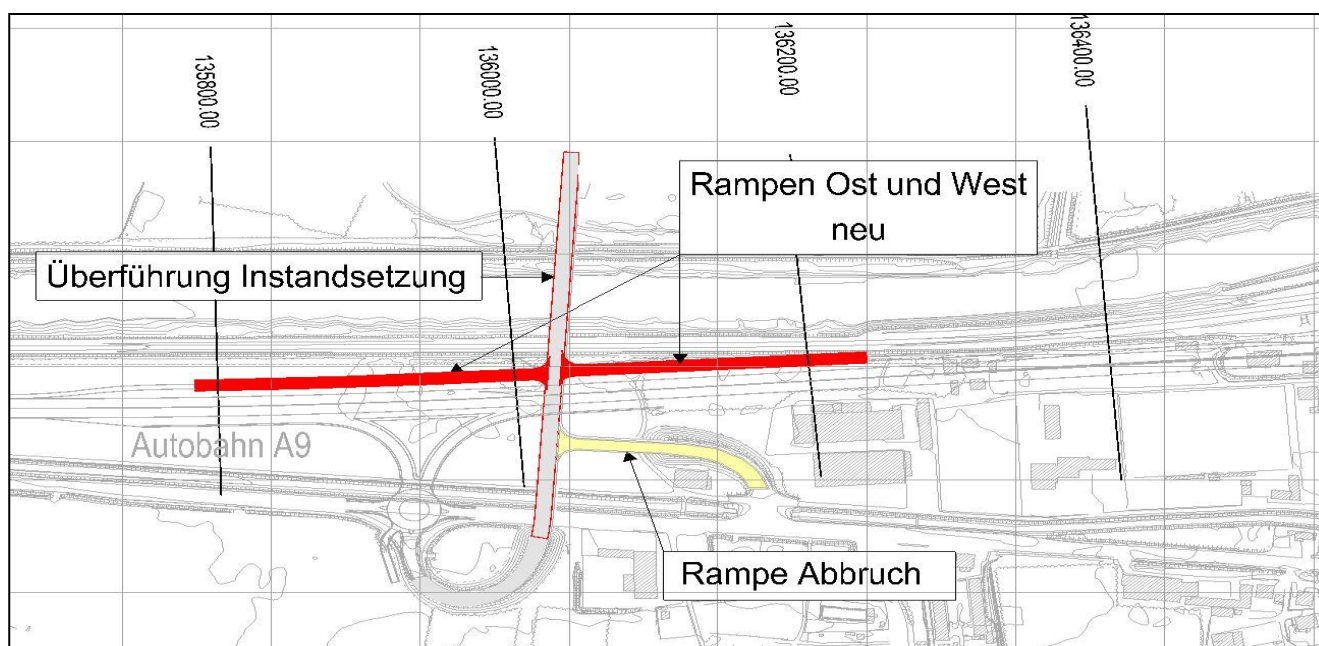 135800.00
136000.00
136200.00
136400.00
Rampen Ost und West
neu
Überführung Instandsetzung
Autobahn A9
Rampe Abbruch